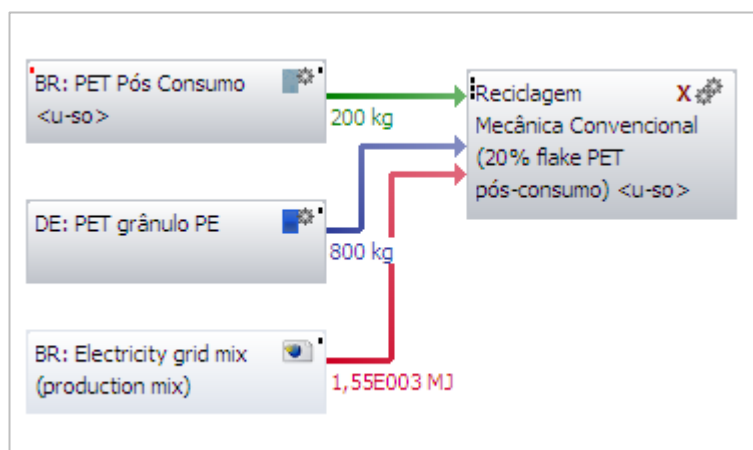 BR: PET Pós Consumo
<u-so>
200 kg
Reciclagem X
Mecânica Convencional
(20% flake PET
pós-consumo) <u-so>
DE: PET grânulo PE
800 kg
BR: Electricity grid mix
(production mix)
1,55E003 MJ